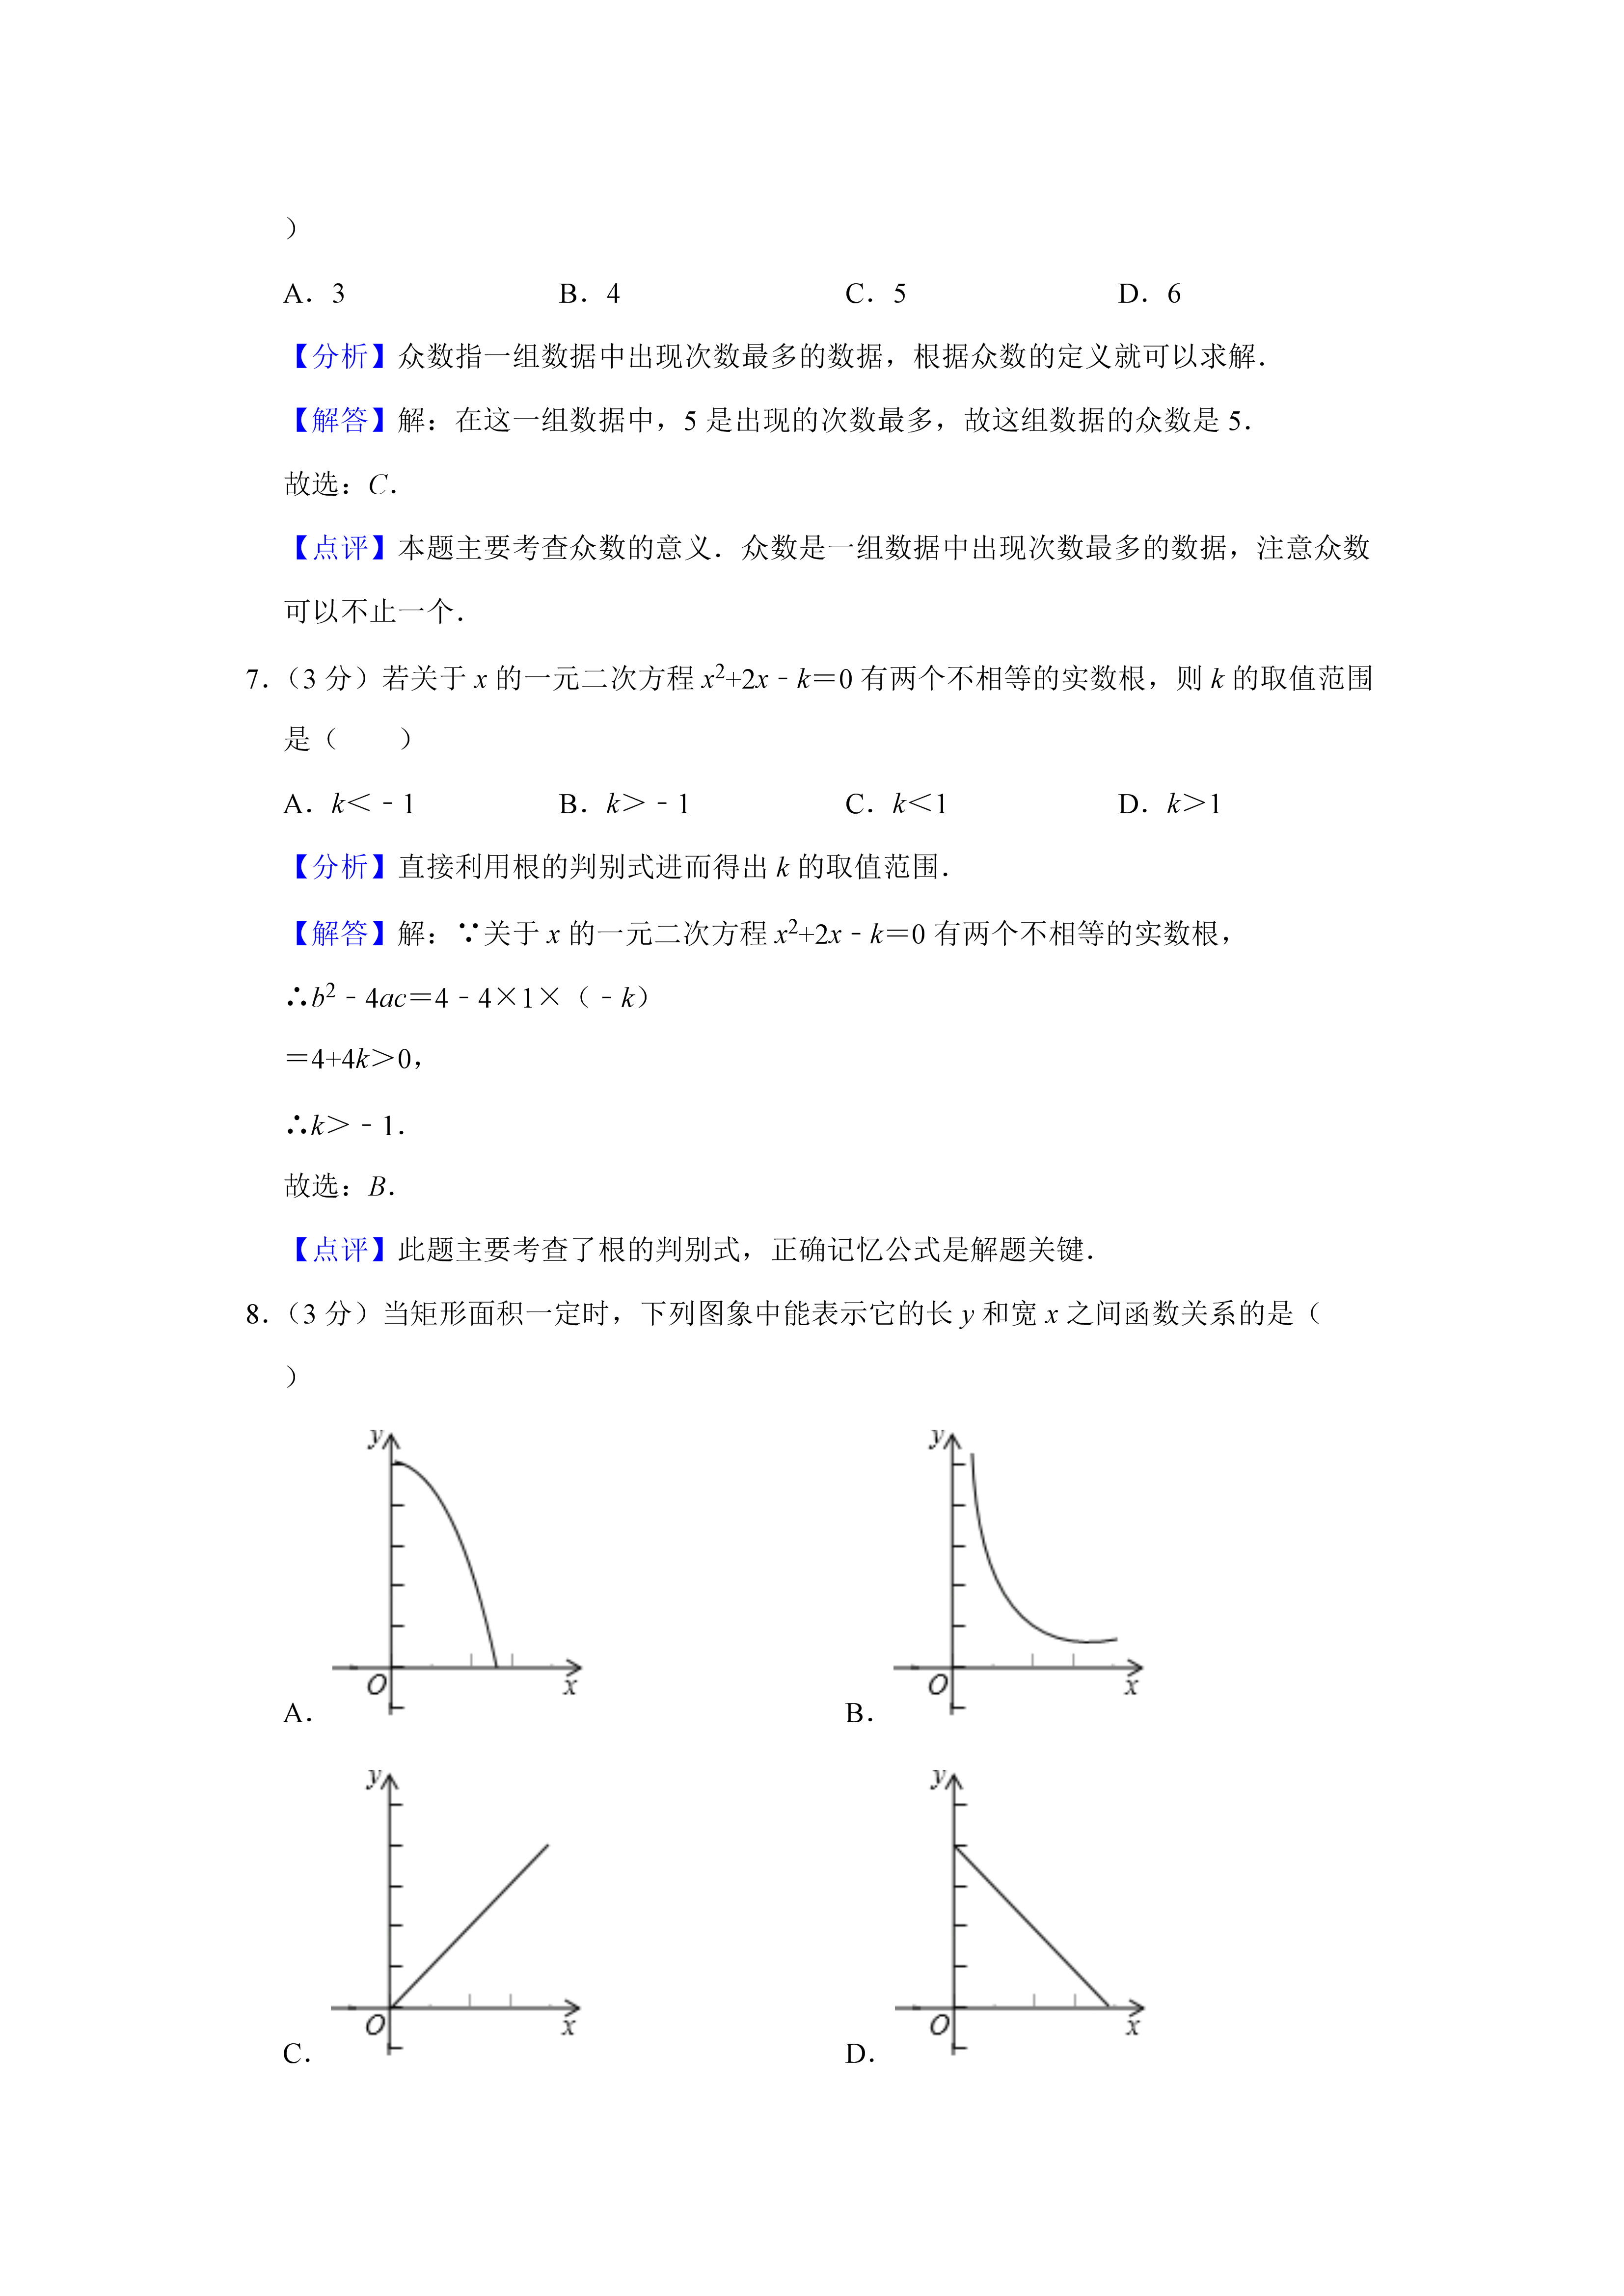 ）
A．3 B．4 C．5 D．6
【分析】众数指一组数据中出现次数最多的数据，根据众数的定义就可以求解．
【解答】解：在这一组数据中，5 是出现的次数最多，故这组数据的众数是 5．
故选：C．
【点评】本题主要考查众数的意义．众数是一组数据中出现次数最多的数据，注意众数
可以不止一个．
7．（3 分）若关于 x 的一元二次方程 x²+2x﹣k＝0 有两个不相等的实数根，则 k 的取值范围
是（　　）
A．k＜﹣1 B．k＞﹣1 C．k＜1 D．k＞1
【分析】直接利用根的判别式进而得出 k 的取值范围．
【解答】解：∵关于 x 的一元二次方程 x²+2x﹣k＝0 有两个不相等的实数根，
∴b²﹣4ac＝4﹣4×1×（﹣k）
＝4+4k＞0，
∴k＞﹣1．
故选：B．
【点评】此题主要考查了根的判别式，正确记忆公式是解题关键．
8．（3 分）当矩形面积一定时，下列图象中能表示它的长 y 和宽 x 之间函数关系的是（
）
y y
O x O x
A． B．
y y
O x O x
C． D．